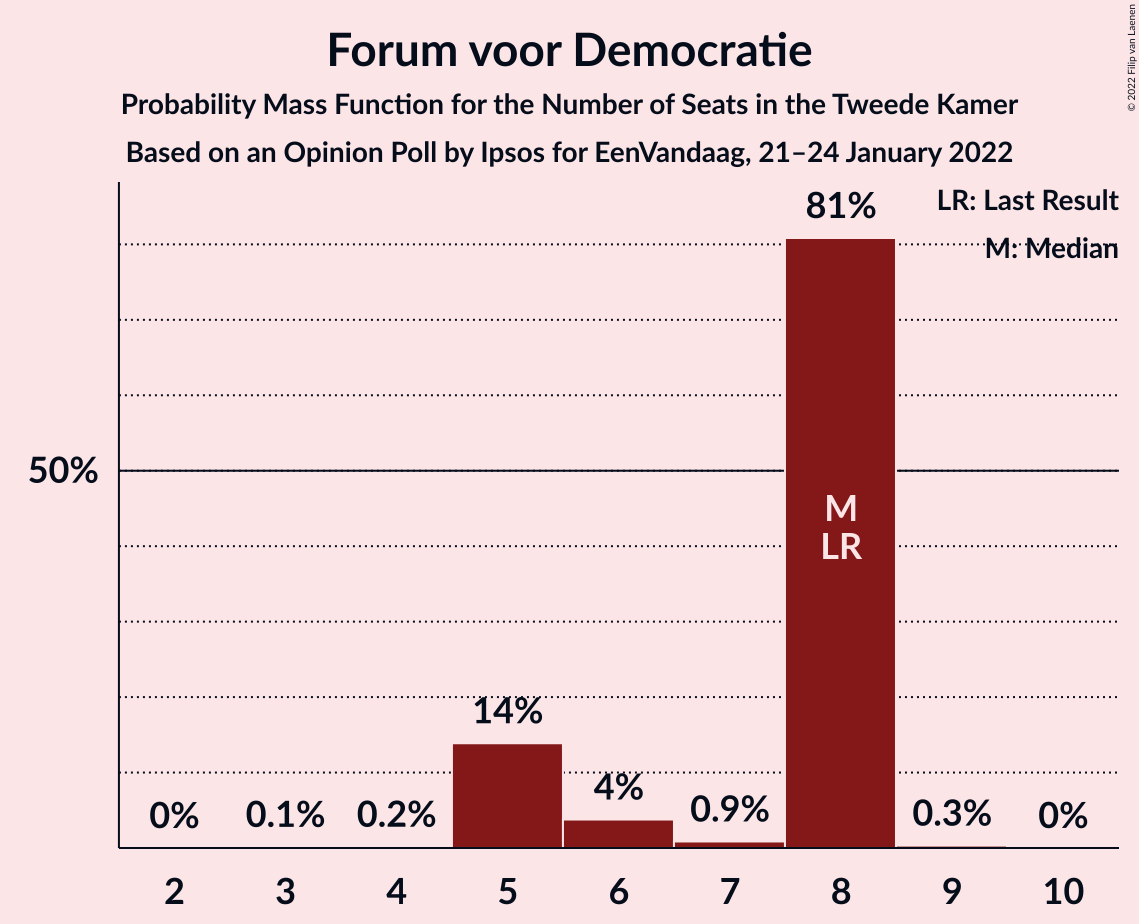 Forum voor Democratie
Probability Mass Function for the Number of Seats in the Tweede Kamer
Based on an Opinion Poll by Ipsos for EenVandaag, 21–24 January 2022
© 2022 Filip van Laenen
LR: Last Result
M: Median
50%
0%
0.1%
0.2%
14%
4%
0.9%
81%
M
LR
0.3%
0%
2
3
4
5
6
7
8
9
10